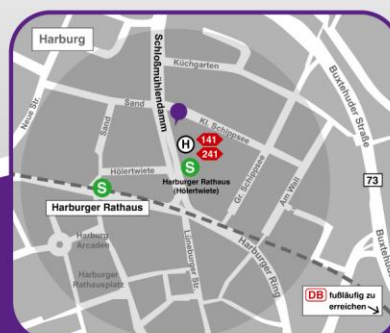 Harburg
Schloßmühlendamm
Küchgarten
Buxtehuder Straße
Neue Str.
Sand
Sand
Kl. Schippsee
H
141
241
S
Harburger Rathaus
(Hölertwiete)
Hölertwiete
Gr. Schippsee
Am Wall
73
S
Harburger Rathaus
Lüneburger Str.
Harburger Ring
Harburg
Arcaden
Harburger
Rathausplatz
DB fußläufig zu
erreichen
Buxtehud